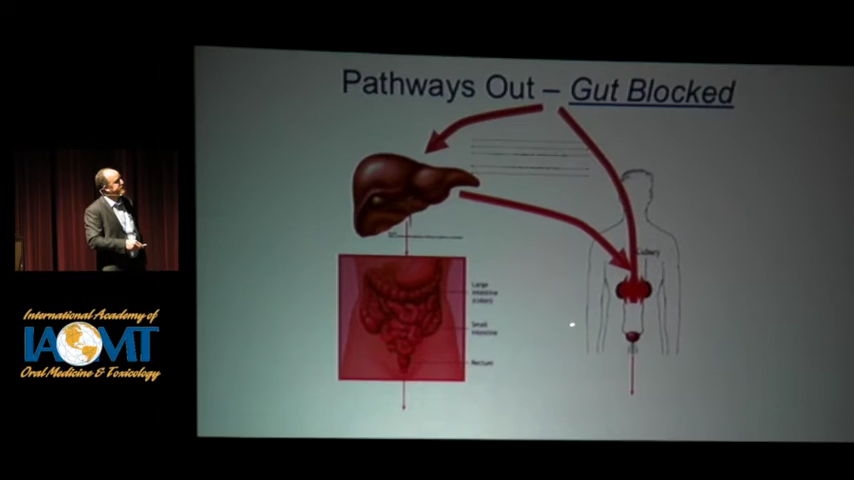 Pathways Out – Gut Blocked
Large
intestine
(colon)
Small
intestine
Rectum
International Academy of
IAOMT
Oral Medicine & Toxicology